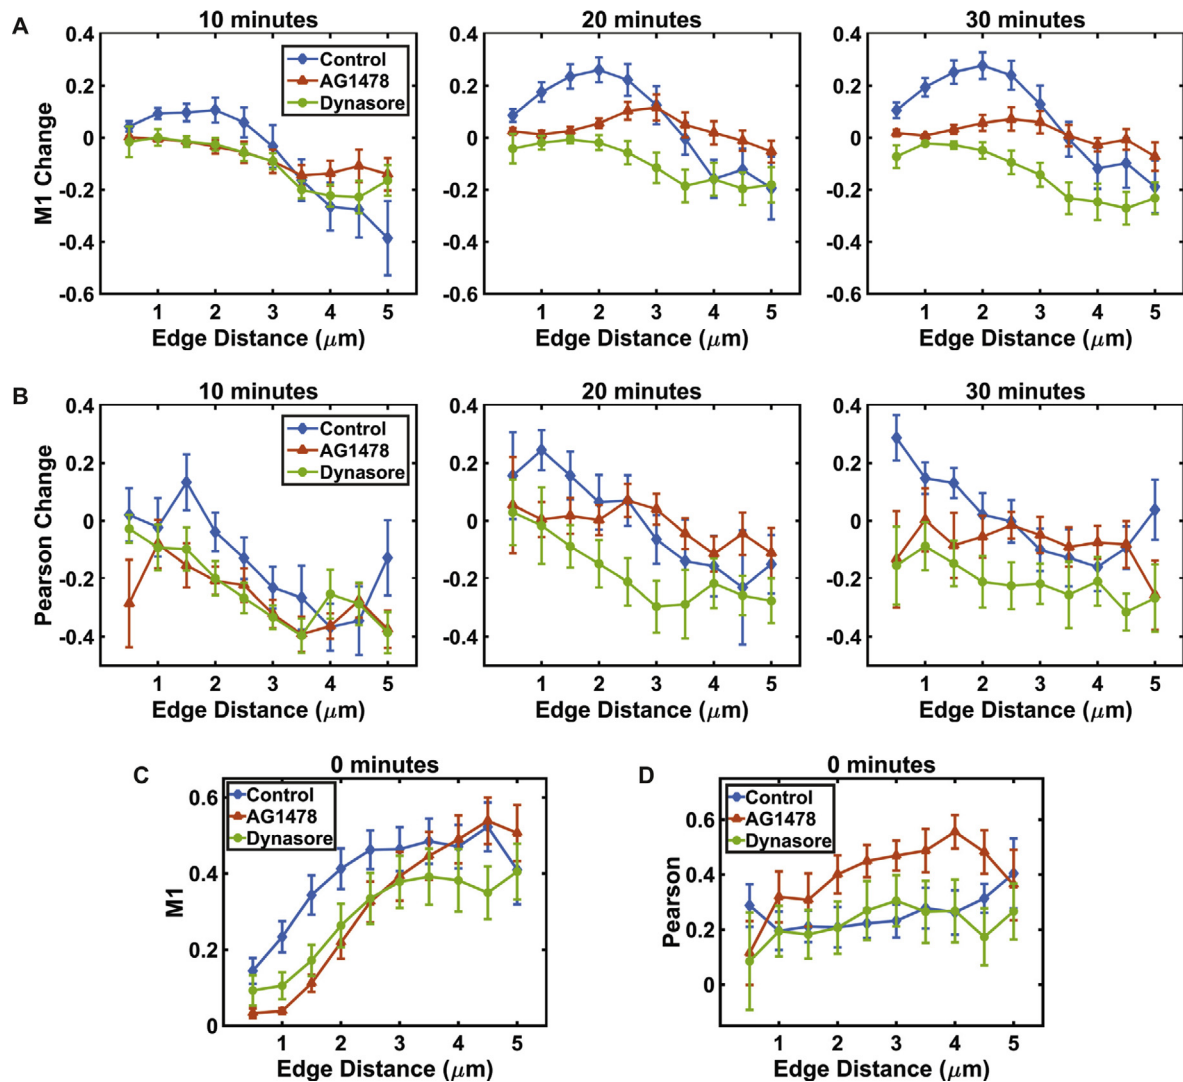 A
10 minutes
20 minutes
30 minutes
M1 Change
0.4
0.2
0
-0.2
-0.4
-0.6
Control
AG1478
Dynasore
1 2 3 4 5
Edge Distance (μm)
0.4
0.2
0
-0.2
-0.4
-0.6
1 2 3 4 5
Edge Distance (μm)
0.4
0.2
0
-0.2
-0.4
-0.6
1 2 3 4 5
Edge Distance (μm)
B
10 minutes
20 minutes
30 minutes
Pearson Change
0.4
0.2
0
-0.2
-0.4
Control
AG1478
Dynasore
1 2 3 4 5
Edge Distance (μm)
0.4
0.2
0
-0.2
-0.4
1 2 3 4 5
Edge Distance (μm)
0.4
0.2
0
-0.2
-0.4
1 2 3 4 5
Edge Distance (μm)
C
0 minutes
M1
0.6
0.4
0.2
0
Control
AG1478
Dynasore
1 2 3 4 5
Edge Distance (μm)
D
0 minutes
Pearson
0.6
0.4
0.2
0
Control
AG1478
Dynasore
1 2 3 4 5
Edge Distance (μm)